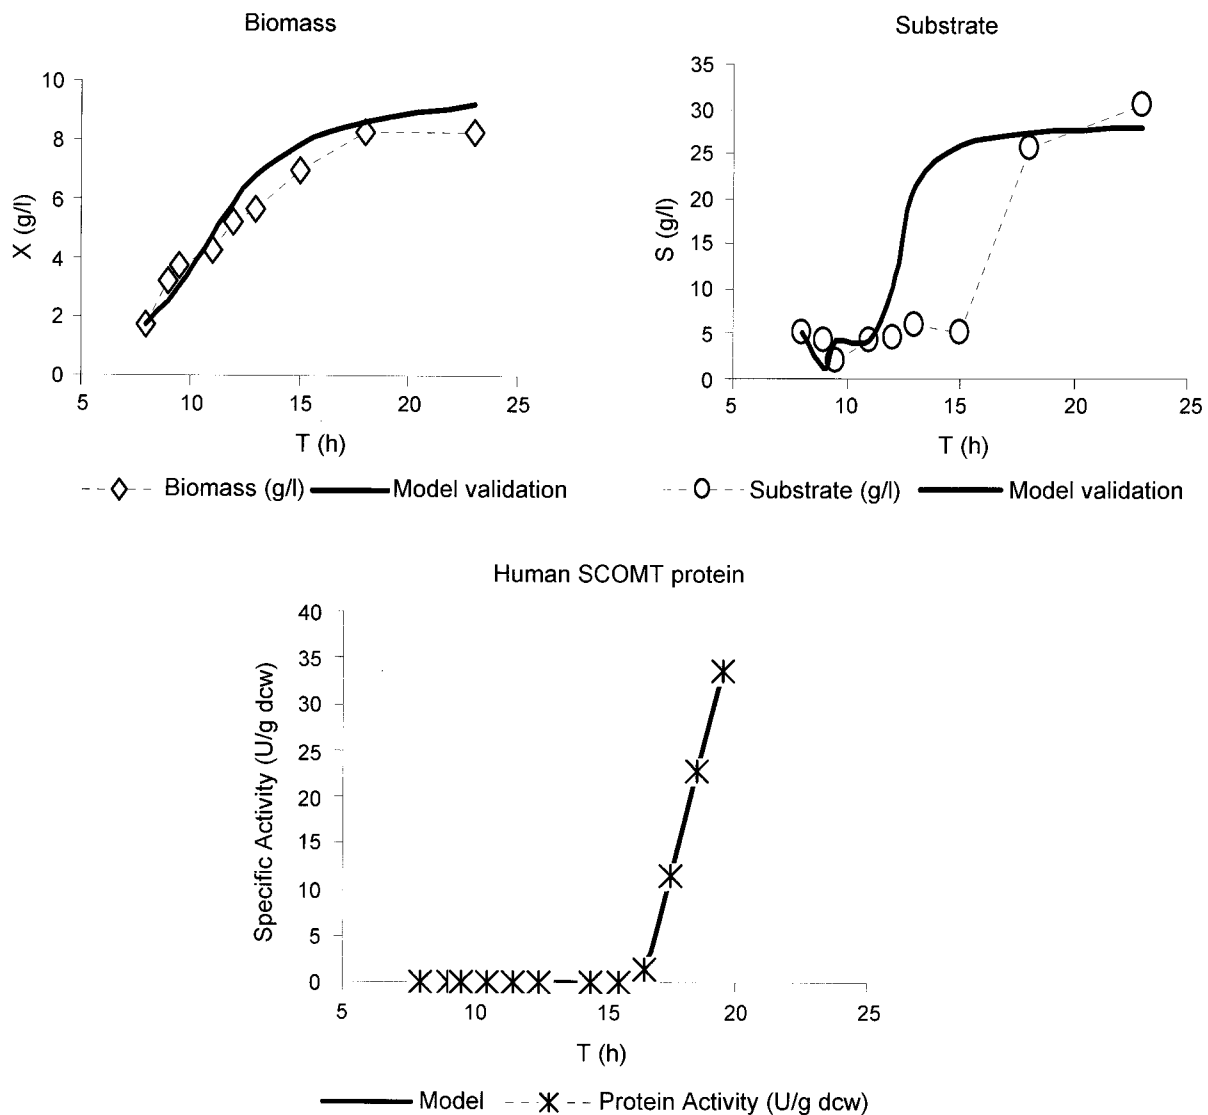 Biomass
10
8
6
4
2
0
X (g/l)
5
10
15
20
25
T (h)
Biomass (g/l)
Model validation
Substrate
35
30
25
20
15
10
5
0
S (g/l)
5
10
15
20
25
T (h)
Substrate (g/l)
Model validation
Human SCOMT protein
40
35
30
25
20
15
10
5
0
Specific Activity (U/g dcw)
5
10
15
20
25
T (h)
Model
Protein Activity (U/g dcw)